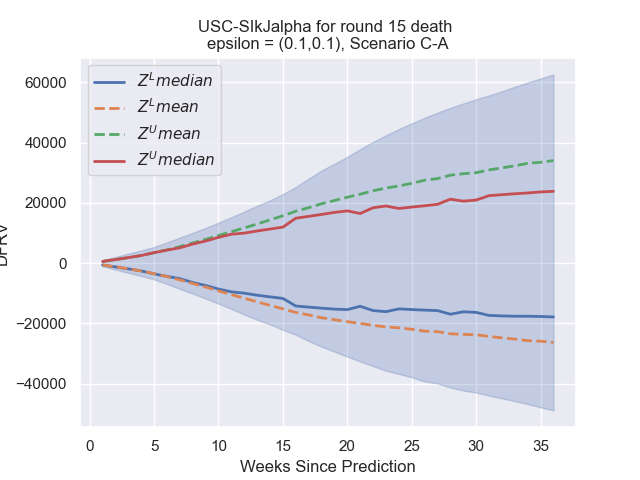 USC-SIkJalpha for round 15 death
epsilon = (0.1,0.1), Scenario C-A
60000
40000
20000
0
−20000
−40000
Z^L median
Z^L mean
Z^U mean
Z^U median
0 5 10 15 20 25 30 35
Weeks Since Prediction